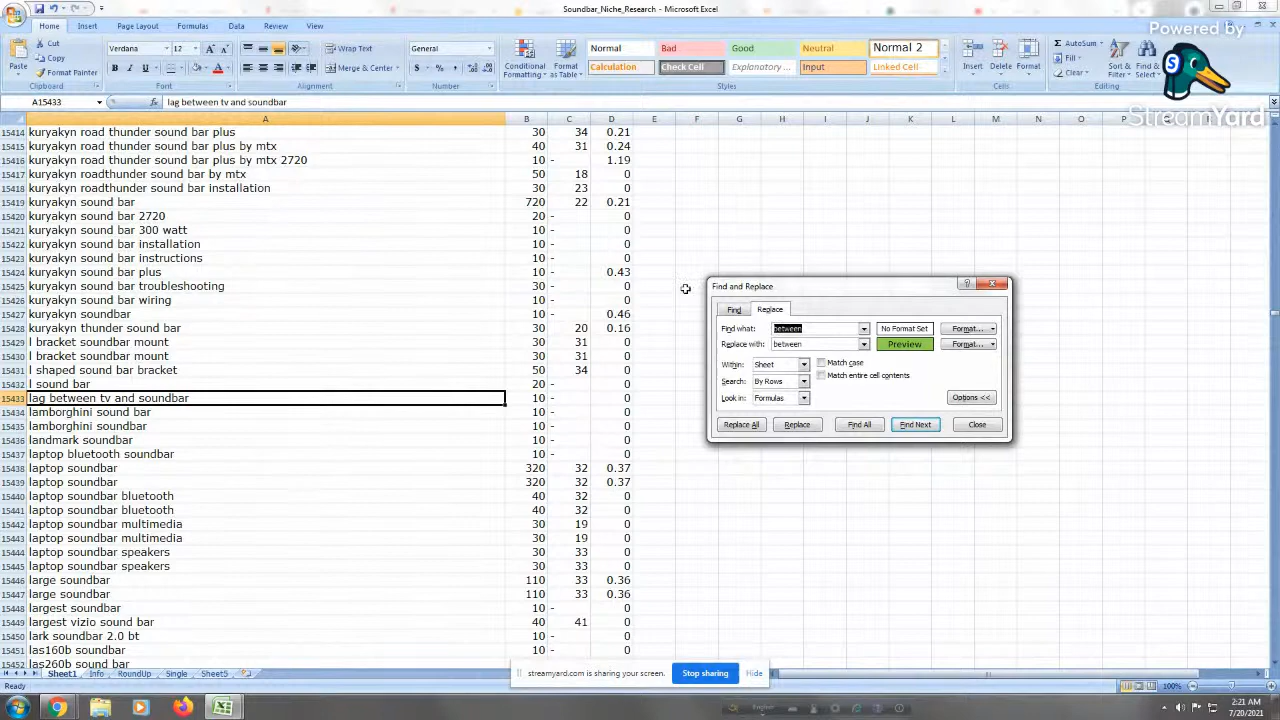 Soundbar_Niche_Research - Microsoft Excel
Home Insert Page Layout Formulas Data Review View
Powered by
StreamYard
Paste
Cut
Copy
Format Painter
Verdana 12
B I U
Wrap Text
Merge & Center
General
Conditional Formatting
Format as Table
Normal Bad Good Neutral Normal 2
Calculation Check Cell Explanatory ... Input Linked Cell
Insert Delete Format
AutoSum
Fill
Clear
Sort & Filter
Find & Select
Clipboard Font Alignment Number Styles Cells Editing
A15433 lag between tv and soundbar
A B C D E F G H I J K L M N O P
15414 kuryakyn road thunder sound bar plus 30 34 0.21
15415 kuryakyn road thunder sound bar plus by mtx 40 31 0.24
15416 kuryakyn road thunder sound bar plus by mtx 2720 10 - 1.19
15417 kuryakyn roadthunder sound bar by mtx 50 18 0
15418 kuryakyn roadthunder sound bar installation 30 23 0
15419 kuryakyn sound bar 720 22 0.21
15420 kuryakyn sound bar 2720 20 - 0
15421 kuryakyn sound bar 300 watt 10 - 0
15422 kuryakyn sound bar installation 10 - 0
15423 kuryakyn sound bar instructions 10 - 0
15424 kuryakyn sound bar plus 10 - 0.43
15425 kuryakyn sound bar troubleshooting 30 - 0
15426 kuryakyn sound bar wiring 10 - 0
15427 kuryakyn soundbar 10 - 0.46
15428 kuryakyn thunder sound bar 30 20 0.16
15429 l bracket soundbar mount 30 31 0
15430 l bracket soundbar mount 30 31 0
15431 l shaped sound bar bracket 50 34 0
15432 l sound bar 20 - 0
15433 lag between tv and soundbar 10 - 0
15434 lamborghini sound bar 10 - 0
15435 lamborghini soundbar 10 - 0
15436 landmark soundbar 10 - 0
15437 laptop bluetooth soundbar 10 - 0
15438 laptop soundbar 320 32 0.37
15439 laptop soundbar 320 32 0.37
15440 laptop soundbar bluetooth 40 32 0
15441 laptop soundbar bluetooth 40 32 0
15442 laptop soundbar multimedia 30 19 0
15443 laptop soundbar multimedia 30 19 0
15444 laptop soundbar speakers 30 33 0
15445 laptop soundbar speakers 30 33 0
15446 large soundbar 110 33 0.36
15447 large soundbar 110 33 0.36
15448 largest soundbar 10 - 0
15449 largest vizio sound bar 40 41 0
15450 lark soundbar 2.0 bt 10 - 0
15451 las160b sound bar 10 - 0
15452 las260b sound bar
Find and Replace
Find Replace
Find what: between No Format Set Format...
Replace with: between Preview Format...
Within: Sheet Match case
Search: By Rows Match entire cell contents
Look in: Formulas Options <<
Replace All Replace Find All Find Next Close
Sheet1 Info RoundUp Single Sheet5
streamyard.com is sharing your screen. Stop sharing Hide
Ready 100%
2:21 AM
7/20/2021